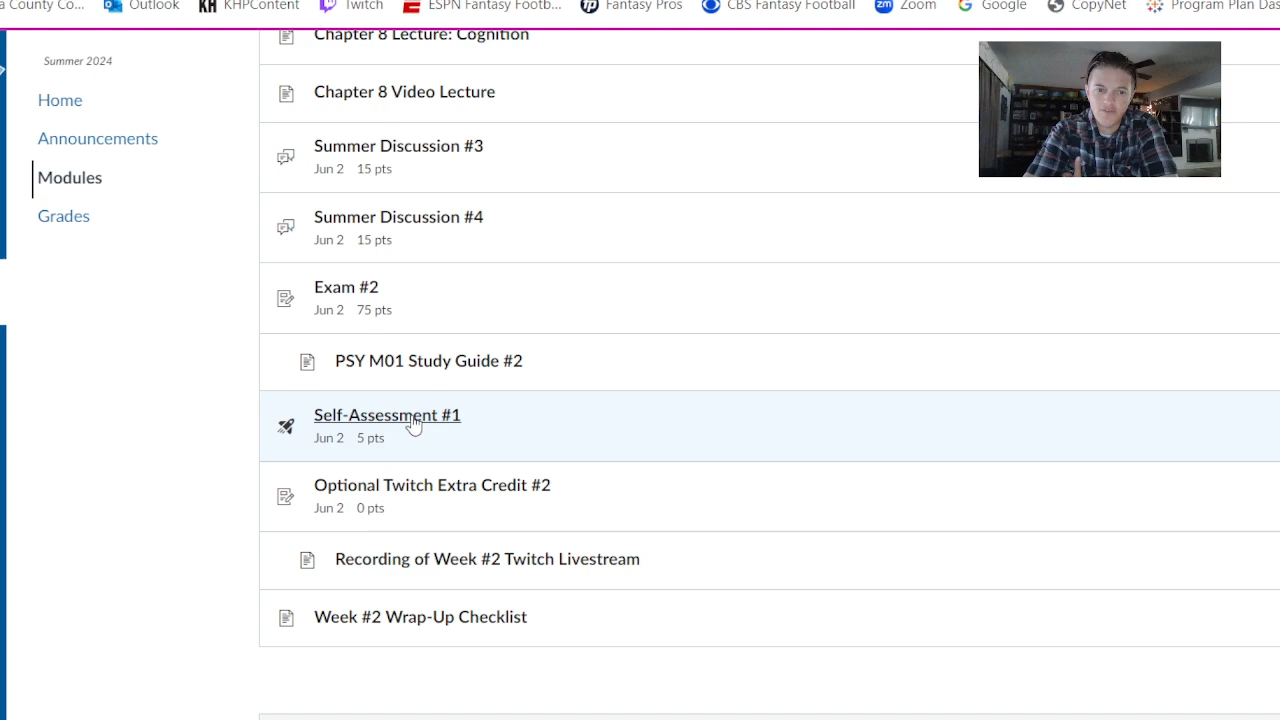 a County Co... Outlook KHPContent Twitch ESPN Fantasy Footb... Fantasy Pros CBS Fantasy Football Zoom Google CopyNet Program Plan Das
Summer 2024
Home
Announcements
Modules
Grades
Chapter 8 Lecture: Cognition
Chapter 8 Video Lecture
Summer Discussion #3
Jun 2 15 pts
Summer Discussion #4
Jun 2 15 pts
Exam #2
Jun 2 75 pts
PSY M01 Study Guide #2
Self-Assessment #1
Jun 2 5 pts
Optional Twitch Extra Credit #2
Jun 2 0 pts
Recording of Week #2 Twitch Livestream
Week #2 Wrap-Up Checklist